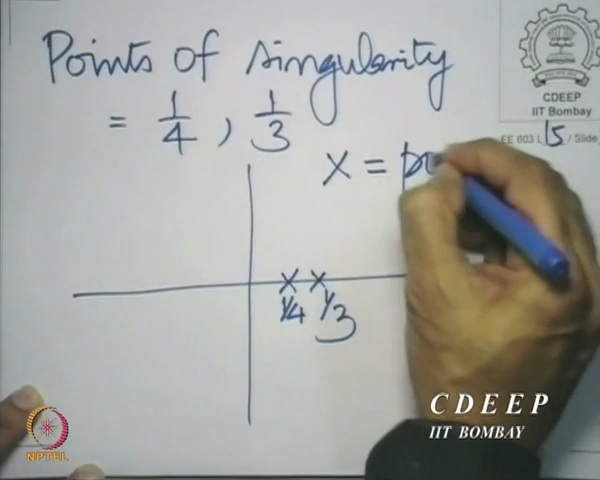 Points of singularity
= 1/4 , 1/3
X =
1/4 1/3
CDEEP
IIT Bombay
EE 603 L 15 / Slide
CDEEP
IIT BOMBAY
NPTEL